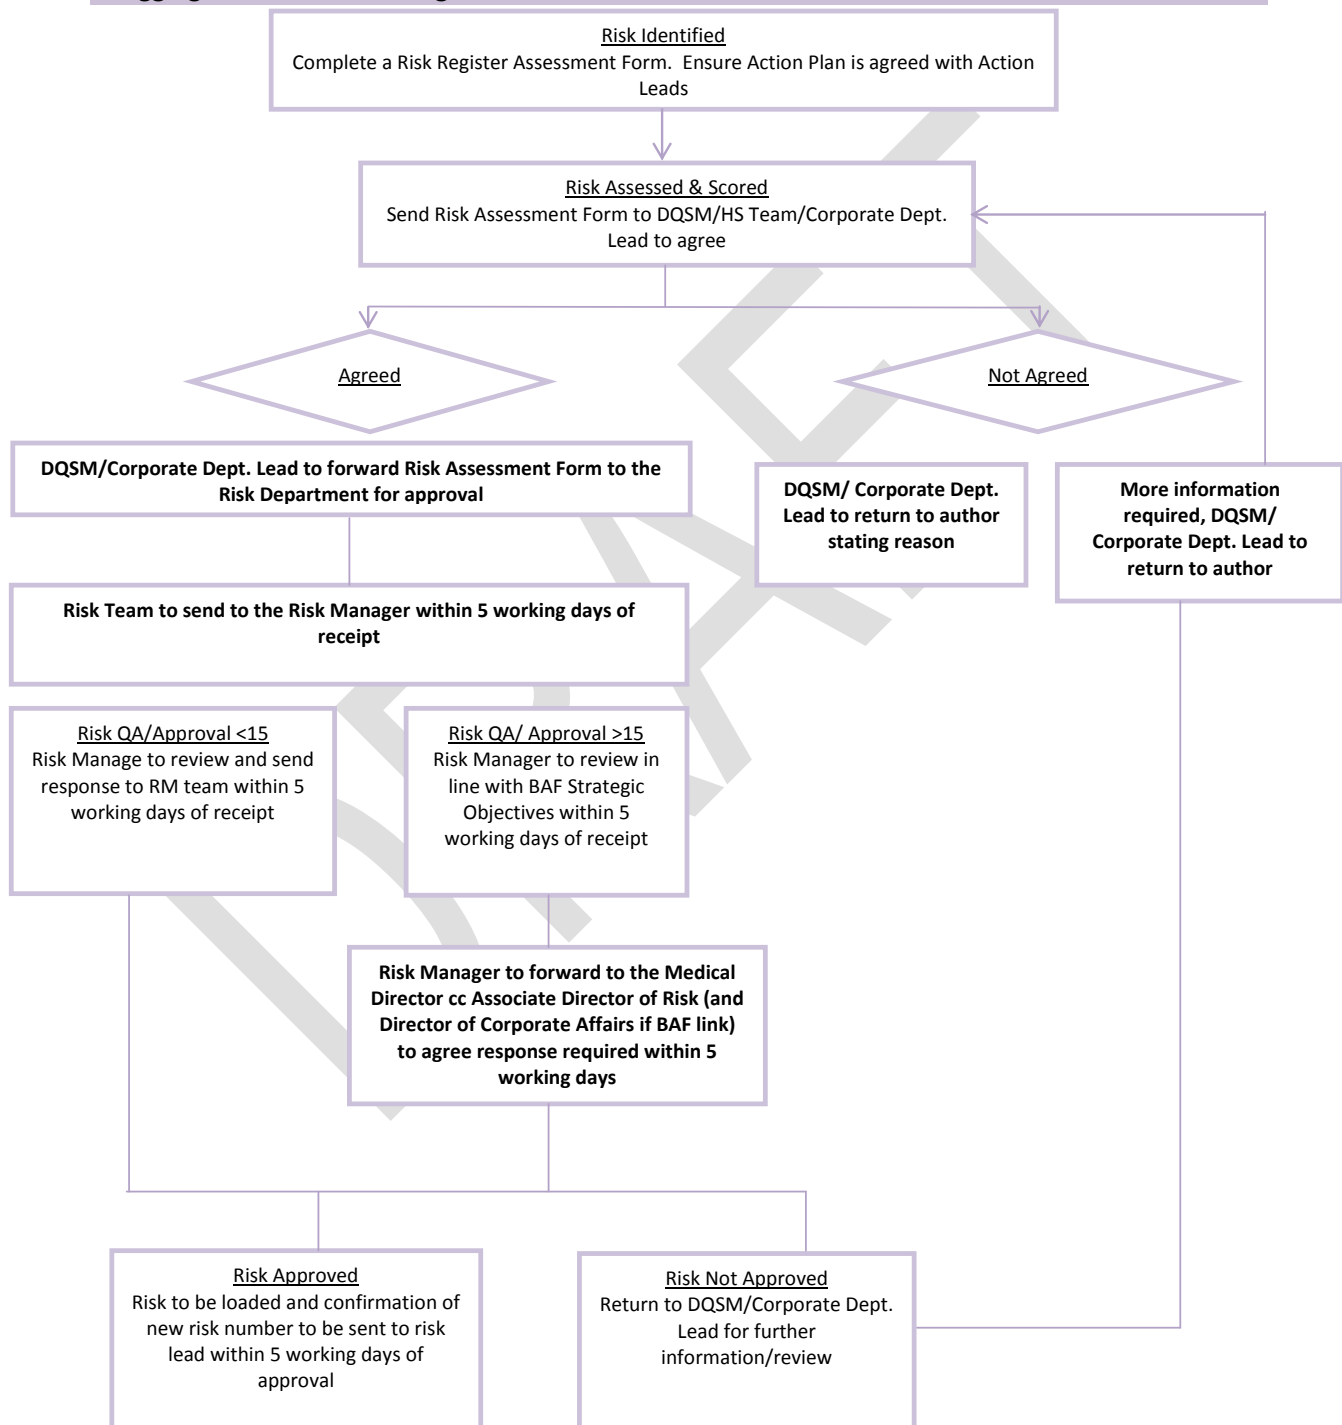 Risk Identified
Complete a Risk Register Assessment Form.  Ensure Action Plan is agreed with Action
Leads
Risk Assessed & Scored
Send Risk Assessment Form to DQSM/HS Team/Corporate Dept.
Lead to agree
Agreed
Not Agreed
DQSM/Corporate Dept. Lead to forward Risk Assessment Form to the
Risk Department for approval
DQSM/ Corporate Dept.
Lead to return to author
stating reason
More information
required, DQSM/
Corporate Dept. Lead to
return to author
Risk Team to send to the Risk Manager within 5 working days of
receipt
Risk QA/Approval <15
Risk Manage to review and send
response to RM team within 5
working days of receipt
Risk QA/ Approval >15
Risk Manager to review in
line with BAF Strategic
Objectives within 5
working days of receipt
Risk Manager to forward to the Medical
Director cc Associate Director of Risk (and
Director of Corporate Affairs if BAF link)
to agree response required within 5
working days
Risk Approved
Risk to be loaded and confirmation of
new risk number to be sent to risk
lead within 5 working days of
approval
Risk Not Approved
Return to DQSM/Corporate Dept.
Lead for further
information/review
DRAFT